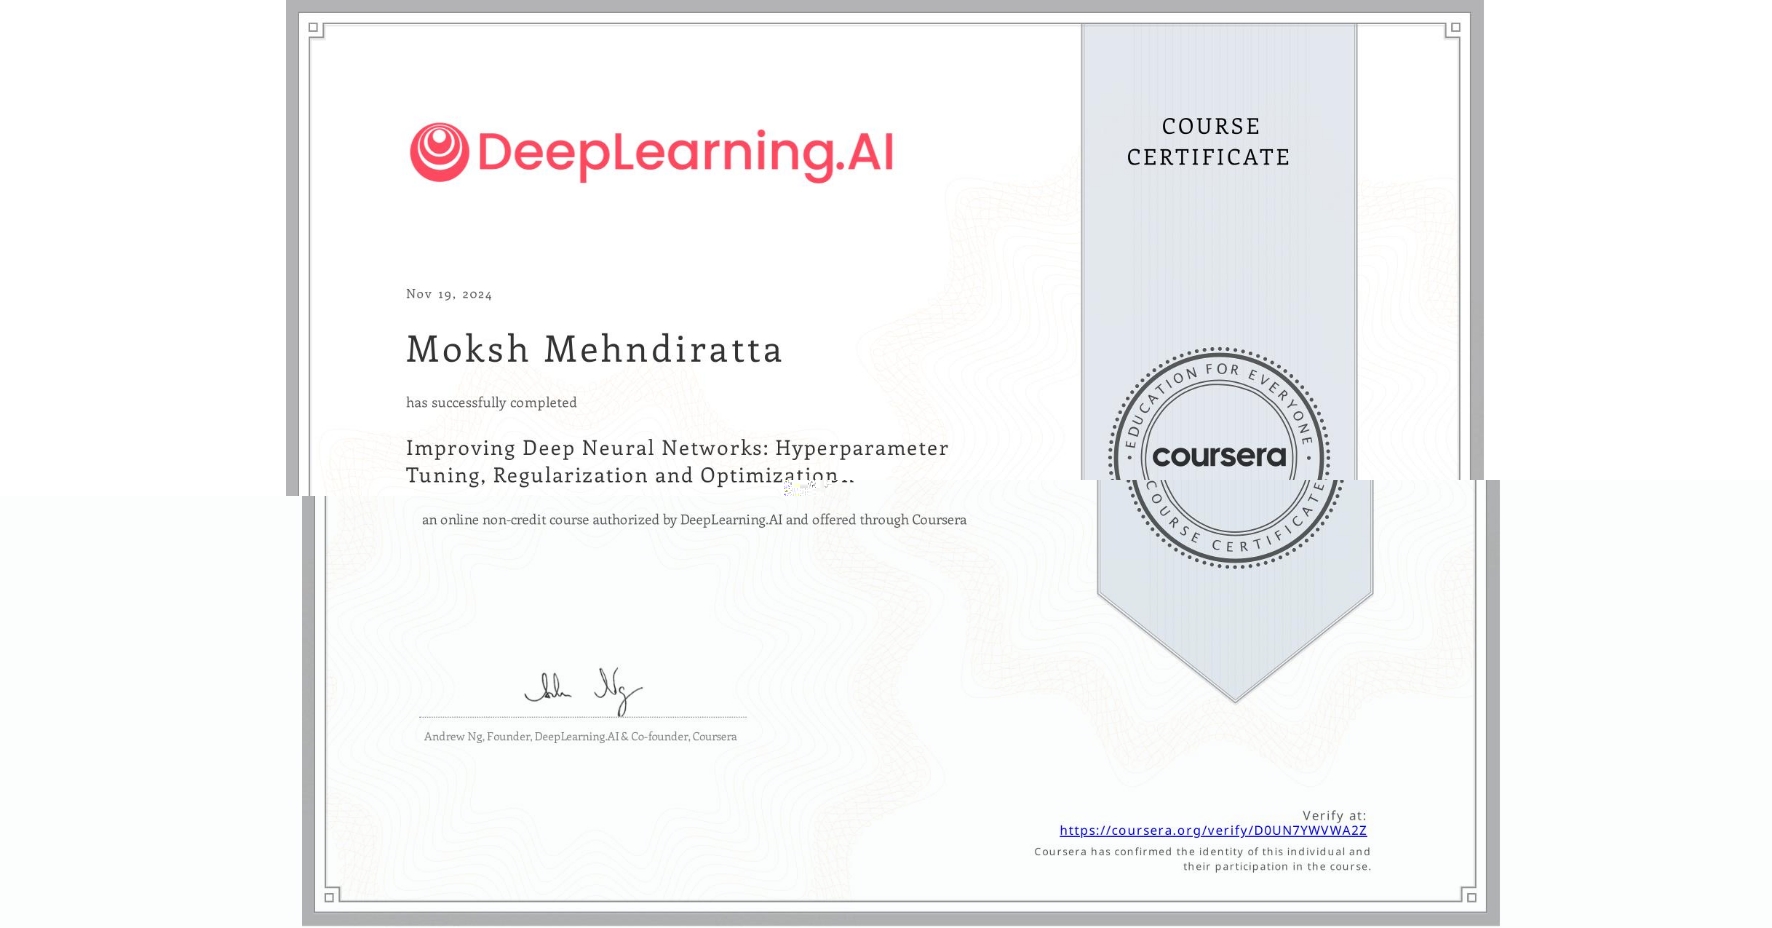 DeepLearning.AI
COURSE
CERTIFICATE
Nov 19, 2024
Moksh Mehndiratta
has successfully completed
Improving Deep Neural Networks: Hyperparameter
Tuning, Regularization and Optimization
an online non-credit course authorized by DeepLearning.AI and offered through Coursera
EDUCATION FOR EVERYONE
coursera
COURSE CERTIFICATE
Andrew Ng, Founder, DeepLearning.AI & Co-founder, Coursera
Verify at:
https://coursera.org/verify/D0UN7YWVWA2Z
Coursera has confirmed the identity of this individual and
their participation in the course.